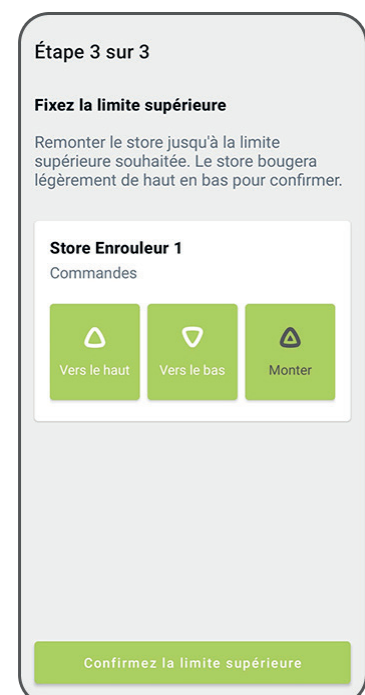 Étape 3 sur 3
Fixez la limite supérieure
Remonter le store jusqu'à la limite
supérieure souhaitée. Le store bougera
légèrement de haut en bas pour confirmer.
Store Enrouleur 1
Commandes
Vers le haut
Vers le bas
Monter
Confirmez la limite supérieure